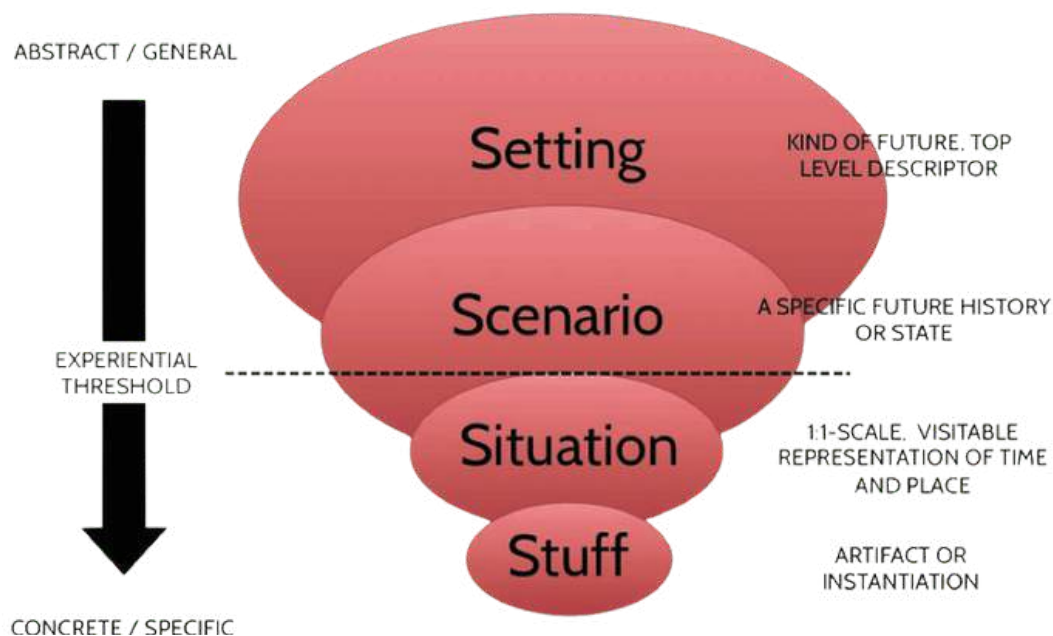 ABSTRACT / GENERAL
Setting
KIND OF FUTURE, TOP
LEVEL DESCRIPTOR
Scenario
A SPECIFIC FUTURE HISTORY
OR STATE
EXPERIENTIAL
THRESHOLD
Situation
1:1-SCALE, VISITABLE
REPRESENTATION OF TIME
AND PLACE
Stuff
ARTIFACT OR
INSTANTIATION
CONCRETE / SPECIFIC